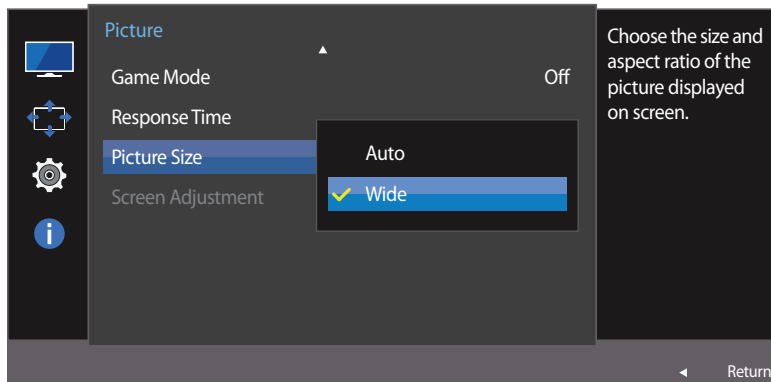 Picture
Game Mode Off
Response Time
Picture Size
Auto
Wide
Screen Adjustment
Choose the size and
aspect ratio of the
picture displayed
on screen.
Return